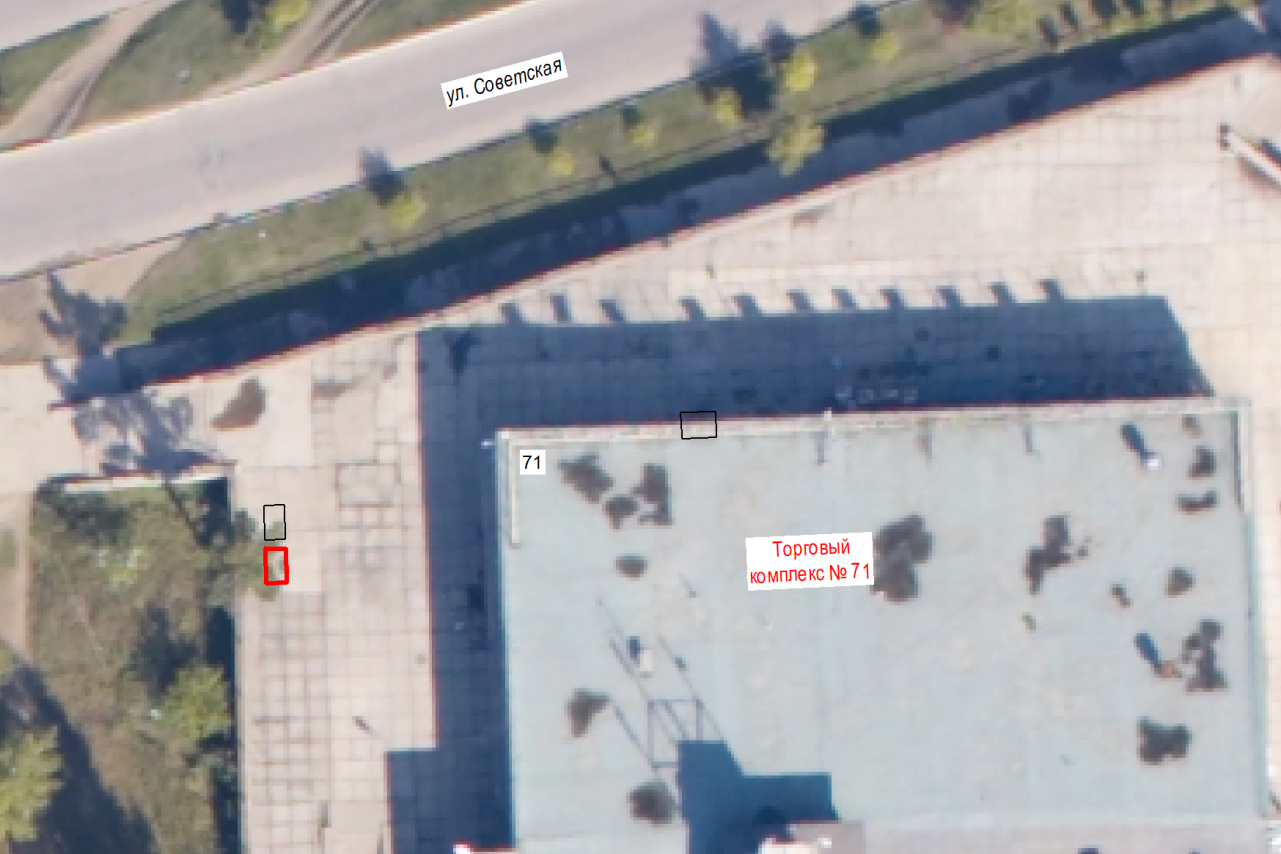 ул. Советская
71
Торговый
комплекс № 71